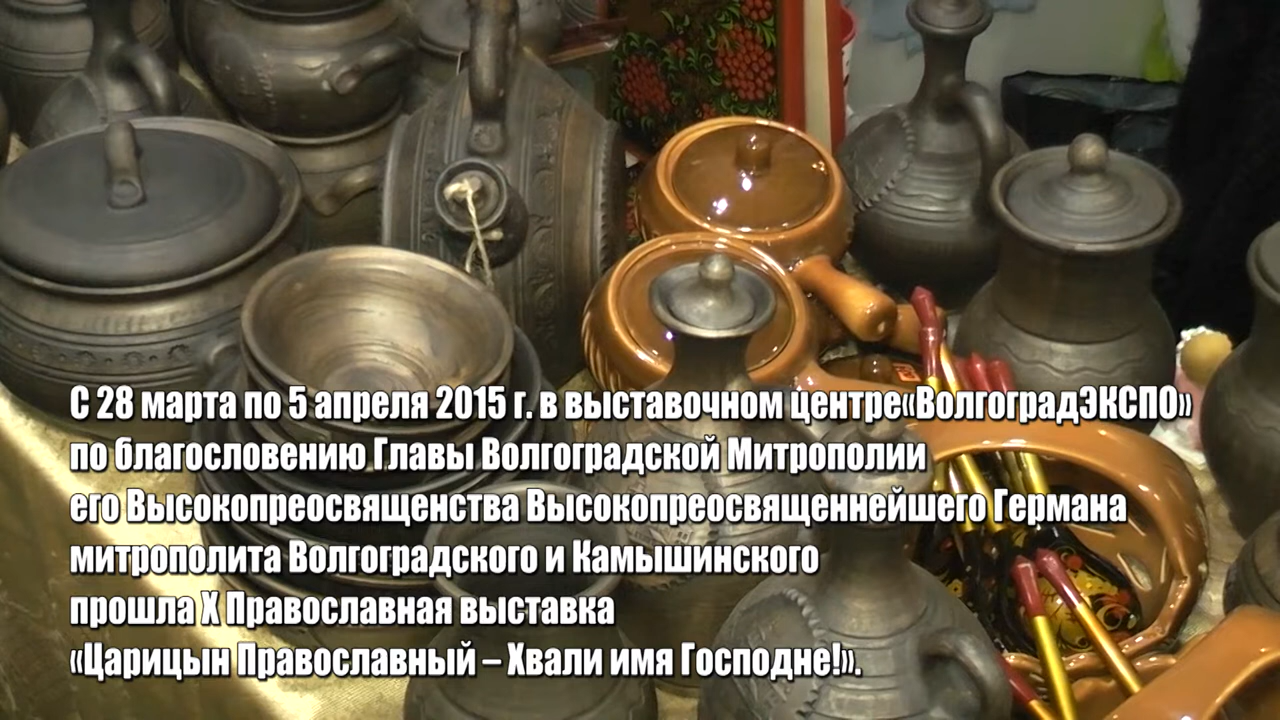 С 28 марта по 5 апреля 2015 г. в выставочном центре«ВолгоградЭКСПО»
по благословению Главы Волгоградской Митрополии
его Высокопреосвященства Высокопреосвященнейшего Германа
митрополита Волгоградского и Камышинского
прошла X Православная выставка
«Царицын Православный – Хвали имя Господне!».